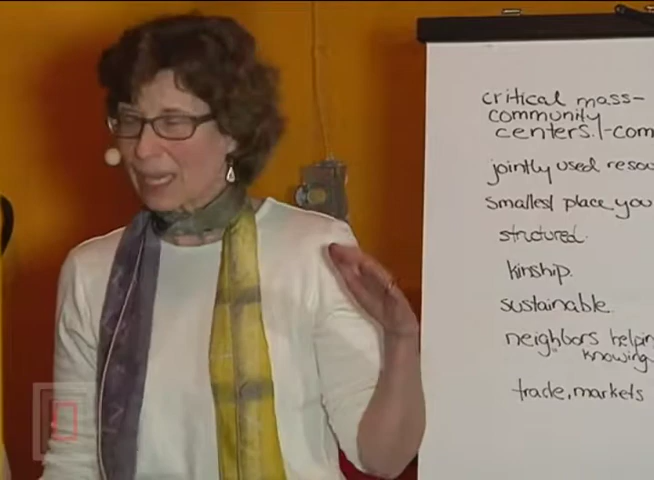 critical mass-
community
centers.1-com
jointly used resou
smallest place you
structured.
kinship.
sustainable.
neighbors helpin
knowing
trade, markets